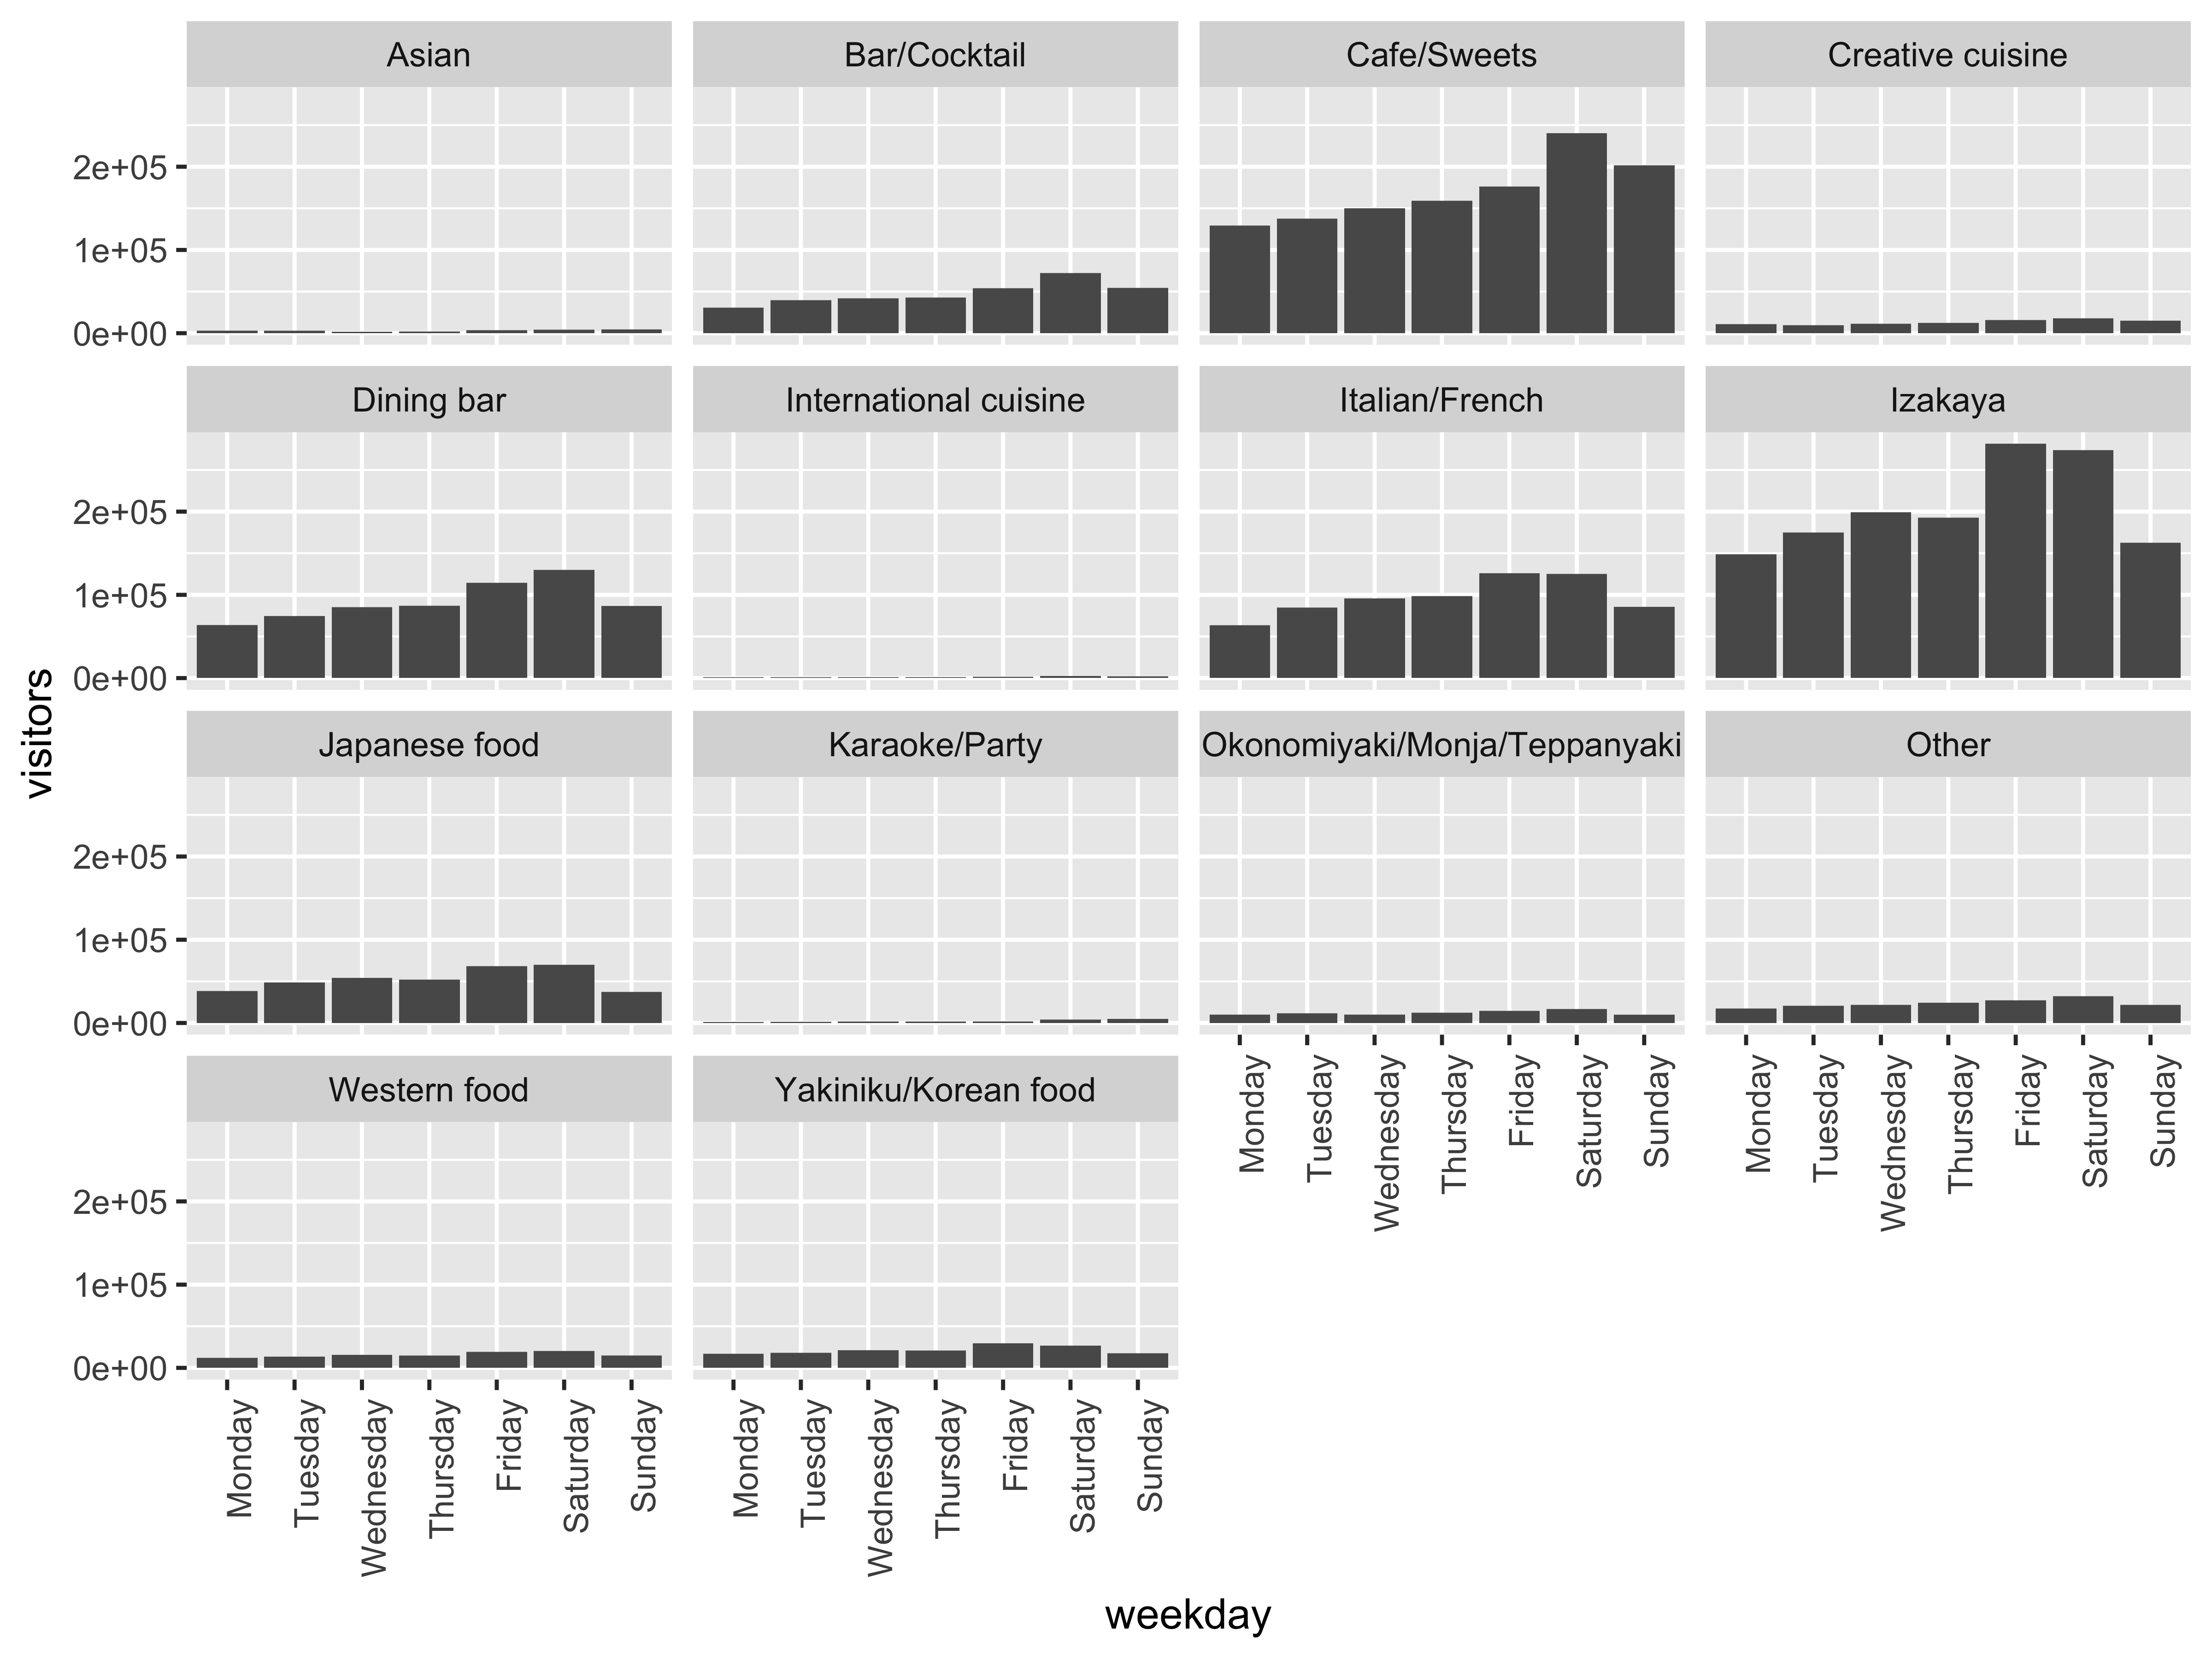 Asian
Bar/Cocktail
Cafe/Sweets
Creative cuisine
2e+05
1e+05
0e+00
Dining bar
International cuisine
Italian/French
Izakaya
2e+05
1e+05
0e+00
Japanese food
Karaoke/Party
Okonomiyaki/Monja/Teppanyaki
Other
2e+05
1e+05
0e+00
Monday
Tuesday
Wednesday
Thursday
Friday
Saturday
Sunday
Monday
Tuesday
Wednesday
Thursday
Friday
Saturday
Sunday
Western food
Yakiniku/Korean food
2e+05
1e+05
0e+00
Monday
Tuesday
Wednesday
Thursday
Friday
Saturday
Sunday
Monday
Tuesday
Wednesday
Thursday
Friday
Saturday
Sunday
visitors
weekday